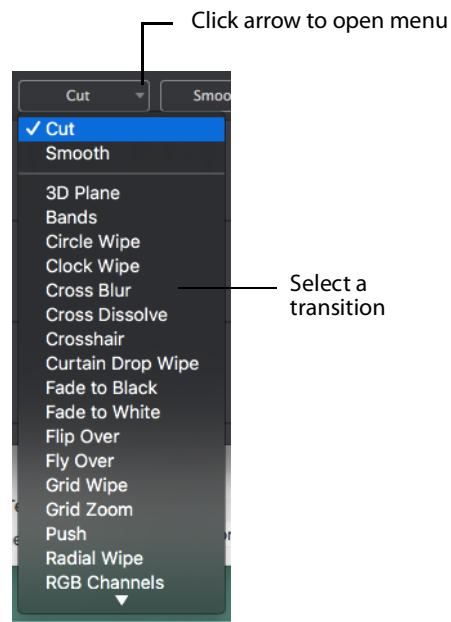 Click arrow to open menu
Cut
Smoo
✓ Cut
Smooth
3D Plane
Bands
Circle Wipe
Clock Wipe
Cross Blur
Cross Dissolve
Crosshair
Curtain Drop Wipe
Fade to Black
Fade to White
Flip Over
Fly Over
Grid Wipe
Grid Zoom
Push
Radial Wipe
RGB Channels
Select a
transition